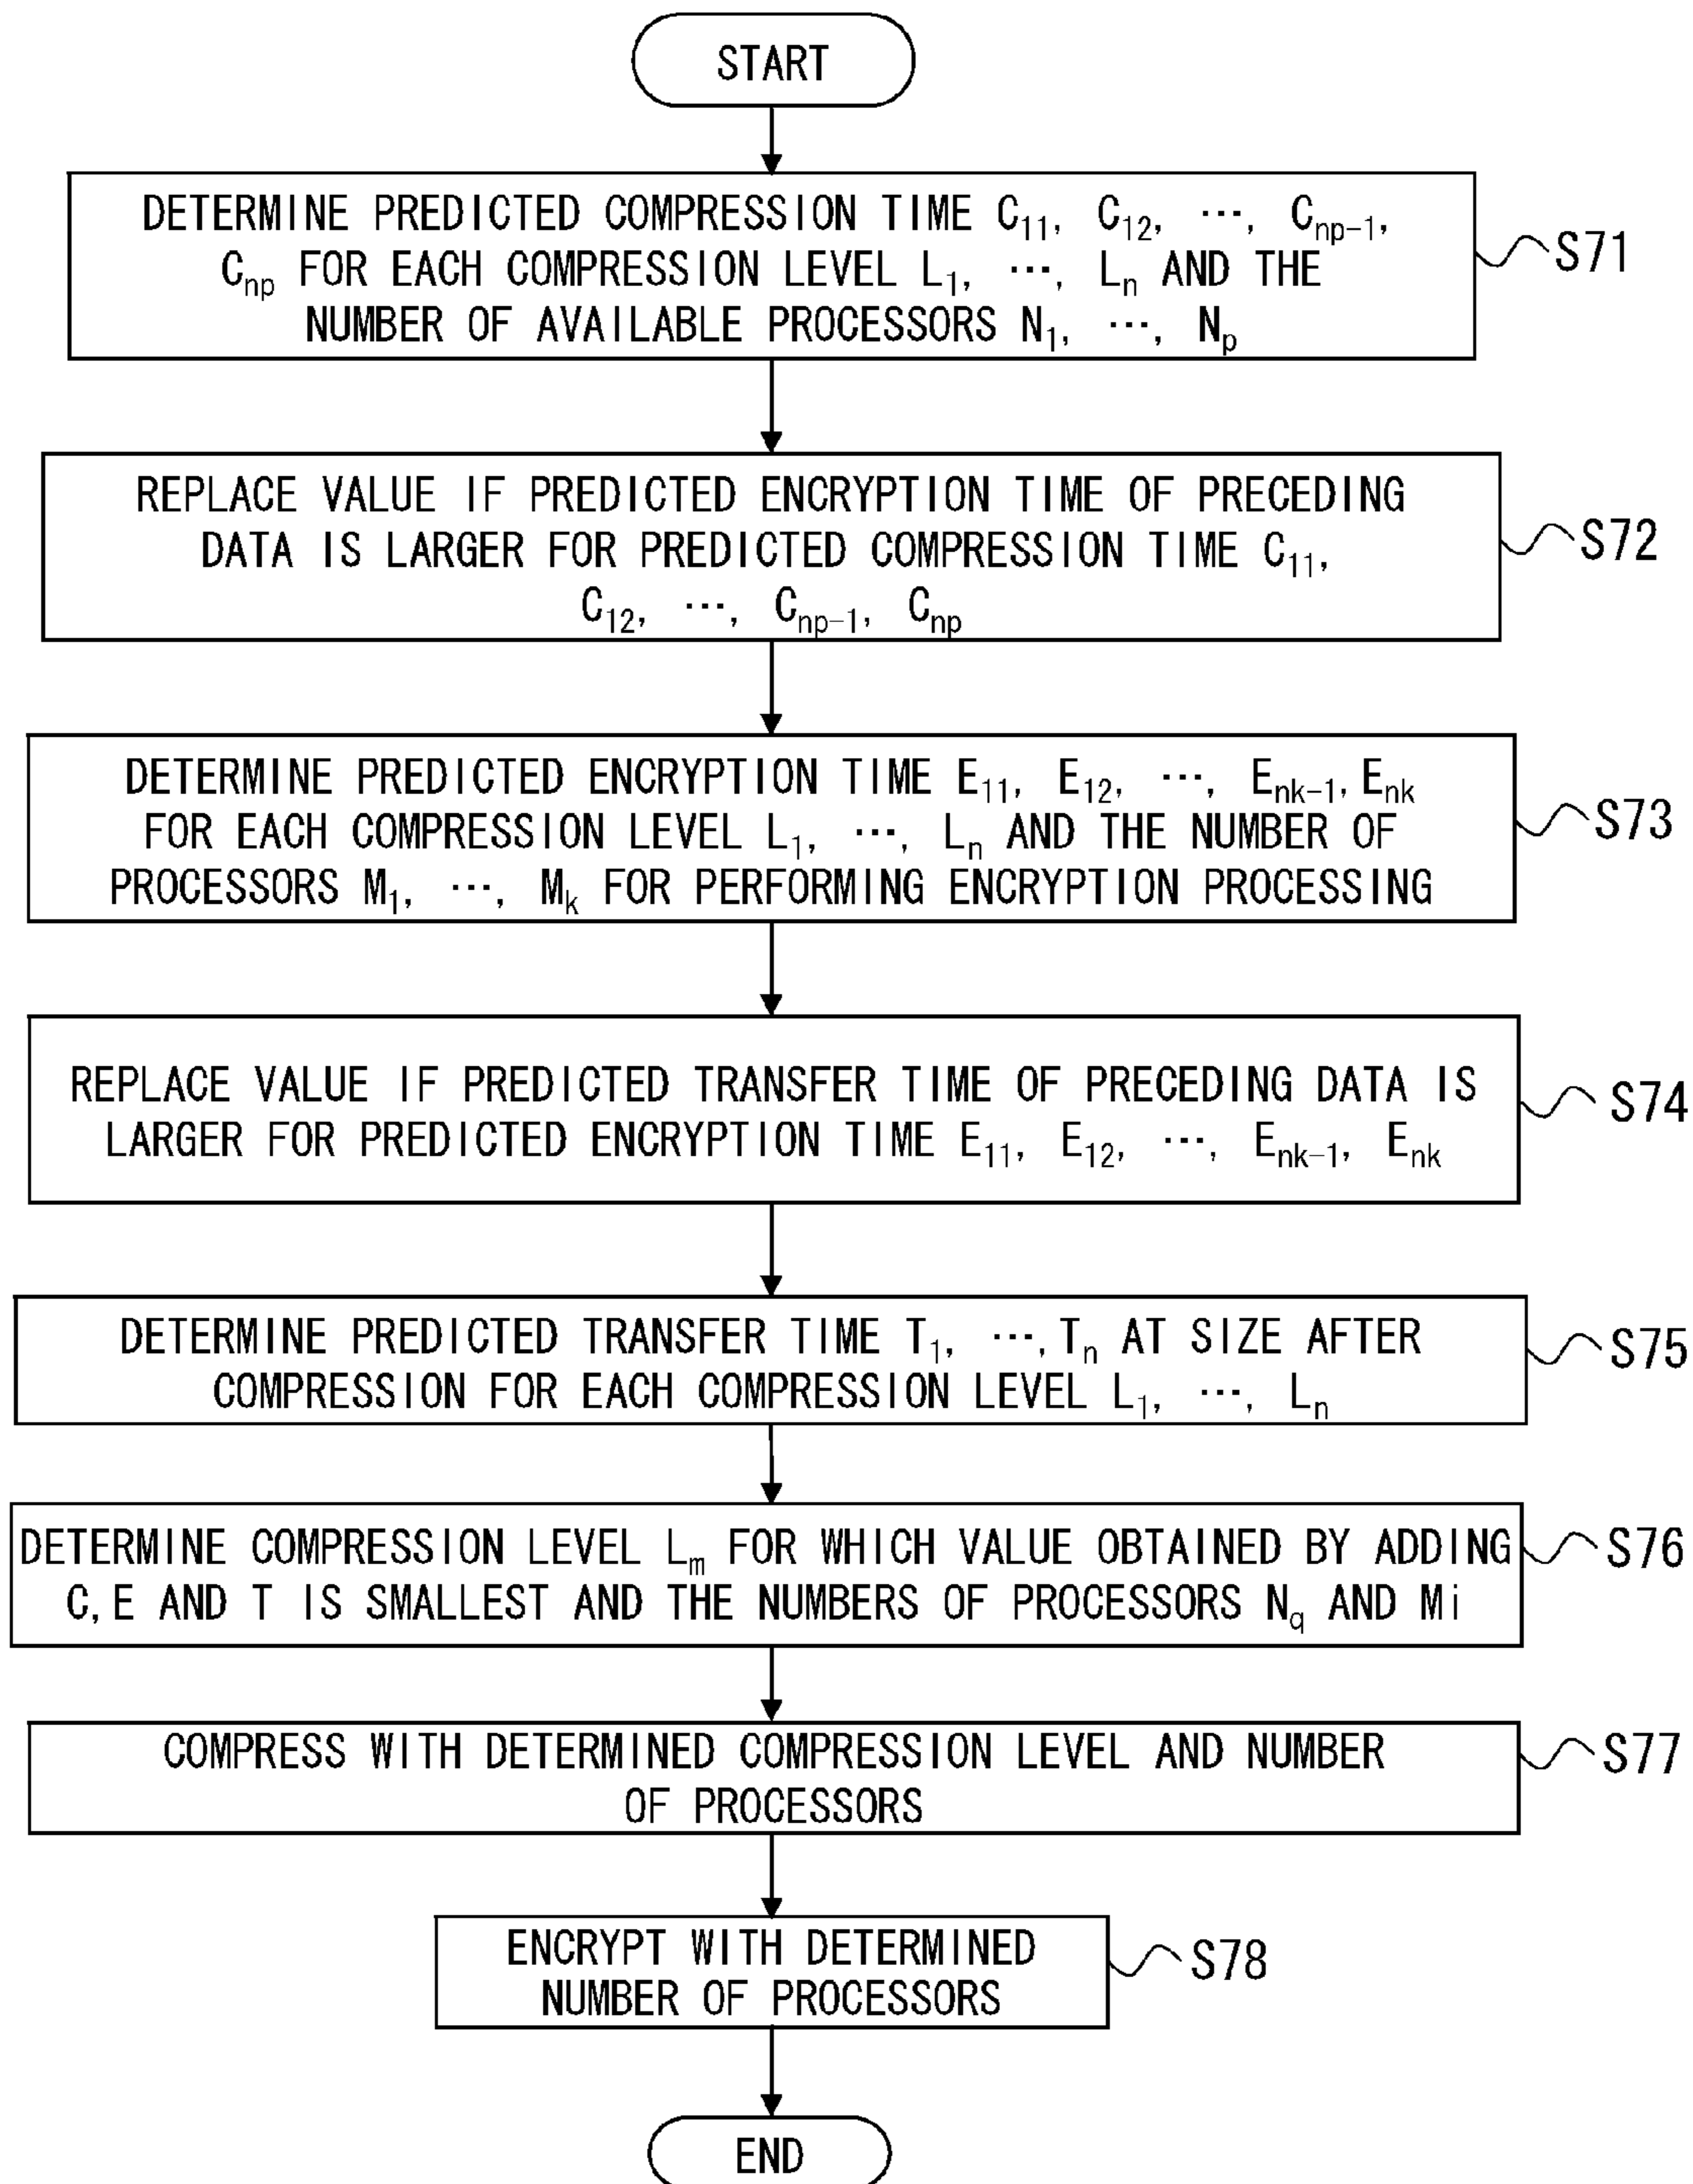 START
DETERMINE PREDICTED COMPRESSION TIME C₁₁, C₁₂, ⋯, Cₙₚ₋₁,
Cₙₚ FOR EACH COMPRESSION LEVEL L₁, ⋯, Lₙ AND THE
NUMBER OF AVAILABLE PROCESSORS N₁, ⋯, Nₚ
S71
REPLACE VALUE IF PREDICTED ENCRYPTION TIME OF PRECEDING
DATA IS LARGER FOR PREDICTED COMPRESSION TIME C₁₁,
C₁₂, ⋯, Cₙₚ₋₁, Cₙₚ
S72
DETERMINE PREDICTED ENCRYPTION TIME E₁₁, E₁₂, ⋯, Eₙₖ₋₁, Eₙₖ
FOR EACH COMPRESSION LEVEL L₁, ⋯, Lₙ AND THE NUMBER OF
PROCESSORS M₁, ⋯, Mₖ FOR PERFORMING ENCRYPTION PROCESSING
S73
REPLACE VALUE IF PREDICTED TRANSFER TIME OF PRECEDING DATA IS
LARGER FOR PREDICTED ENCRYPTION TIME E₁₁, E₁₂, ⋯, Eₙₖ₋₁, Eₙₖ
S74
DETERMINE PREDICTED TRANSFER TIME T₁, ⋯, Tₙ AT SIZE AFTER
COMPRESSION FOR EACH COMPRESSION LEVEL L₁, ⋯, Lₙ
S75
DETERMINE COMPRESSION LEVEL Lₘ FOR WHICH VALUE OBTAINED BY ADDING
C, E AND T IS SMALLEST AND THE NUMBERS OF PROCESSORS N_q AND Mi
S76
COMPRESS WITH DETERMINED COMPRESSION LEVEL AND NUMBER
OF PROCESSORS
S77
ENCRYPT WITH DETERMINED
NUMBER OF PROCESSORS
S78
END